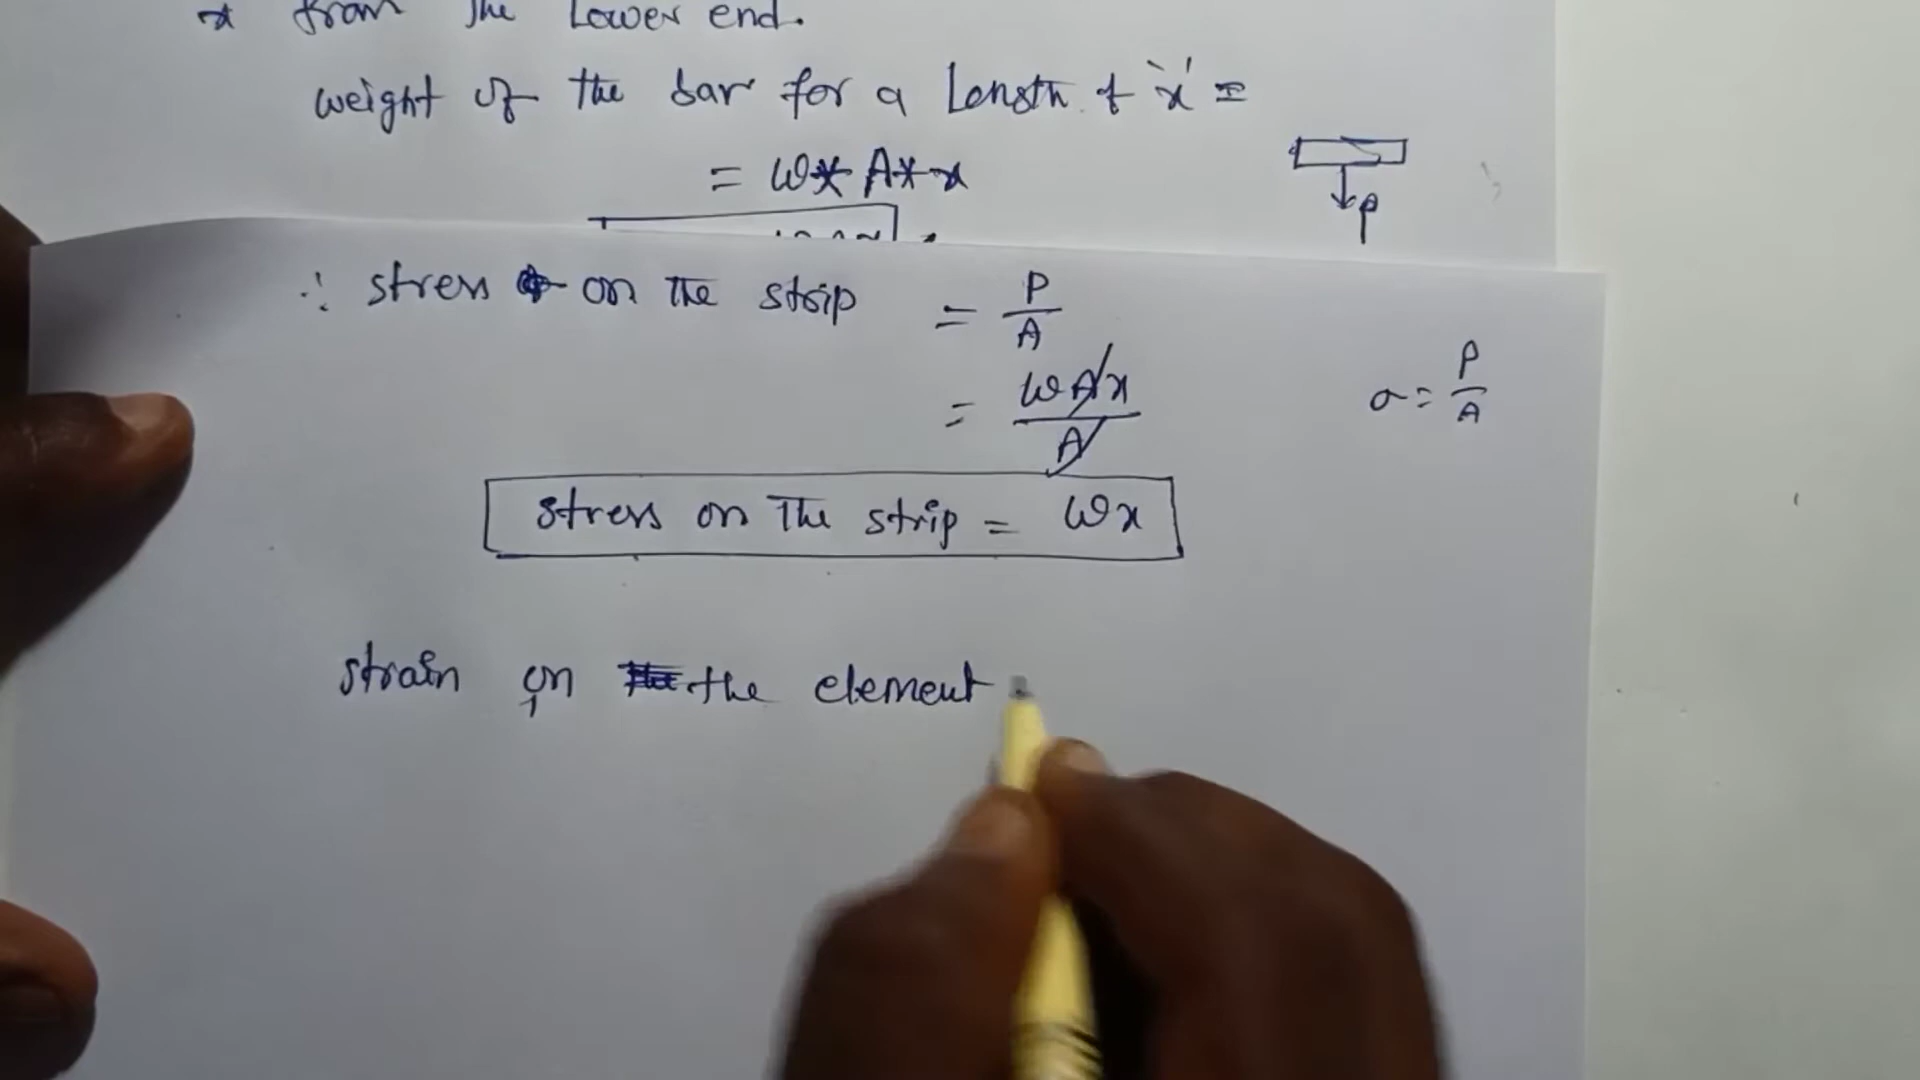 x from the Lower end.
weight of the bar for a Length of 'x' =
= W* A* x
P
∴ stress on the strip = P/A
= WAx/A
σ = P/A
stress on The strip = Wx
strain on the element